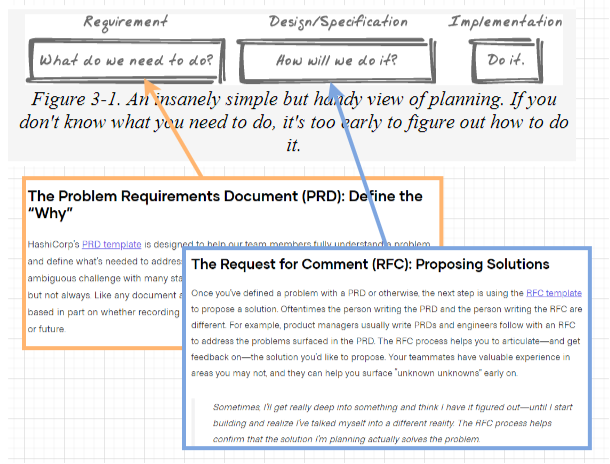 Requirement Design/Specification Implementation
What do we need to do? How will we do it? Do it.
Figure 3-1. An insanely simple but handy view of planning. If you
don't know what you need to do, it's too early to figure out how to do
it.
The Problem Requirements Document (PRD): Define the
“Why”
HashiCorp's PRD template is designed to help our team members fully understand a problem
and define what's needed to address
ambiguous challenge with many sta
but not always. Like any document a
based in part on whether recording
or future.
The Request for Comment (RFC): Proposing Solutions
Once you've defined a problem with a PRD or otherwise, the next step is using the RFC template
to propose a solution. Oftentimes the person writing the PRD and the person writing the RFC are
different. For example, product managers usually write PRDs and engineers follow with an RFC
to address the problems surfaced in the PRD. The RFC process helps you to articulate—and get
feedback on—the solution you'd like to propose. Your teammates have valuable experience in
areas you may not, and they can help you surface "unknown unknowns" early on.
Sometimes, I'll get really deep into something and think I have it figured out—until I start
building and realize I've talked myself into a different reality. The RFC process helps
confirm that the solution I'm planning actually solves the problem.